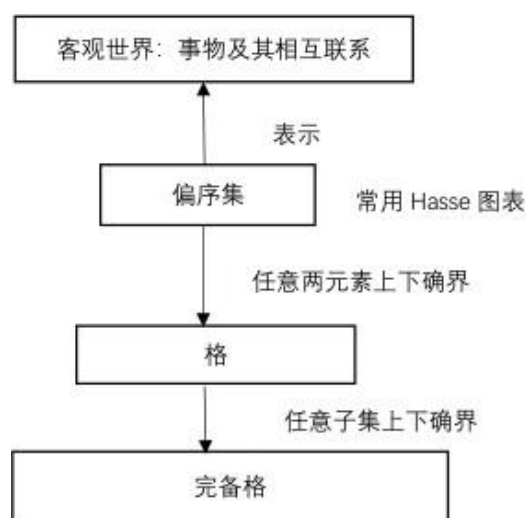 客观世界：事物及其相互联系
表示
偏序集
常用 Hasse 图表
任意两元素上下确界
格
任意子集上下确界
完备格